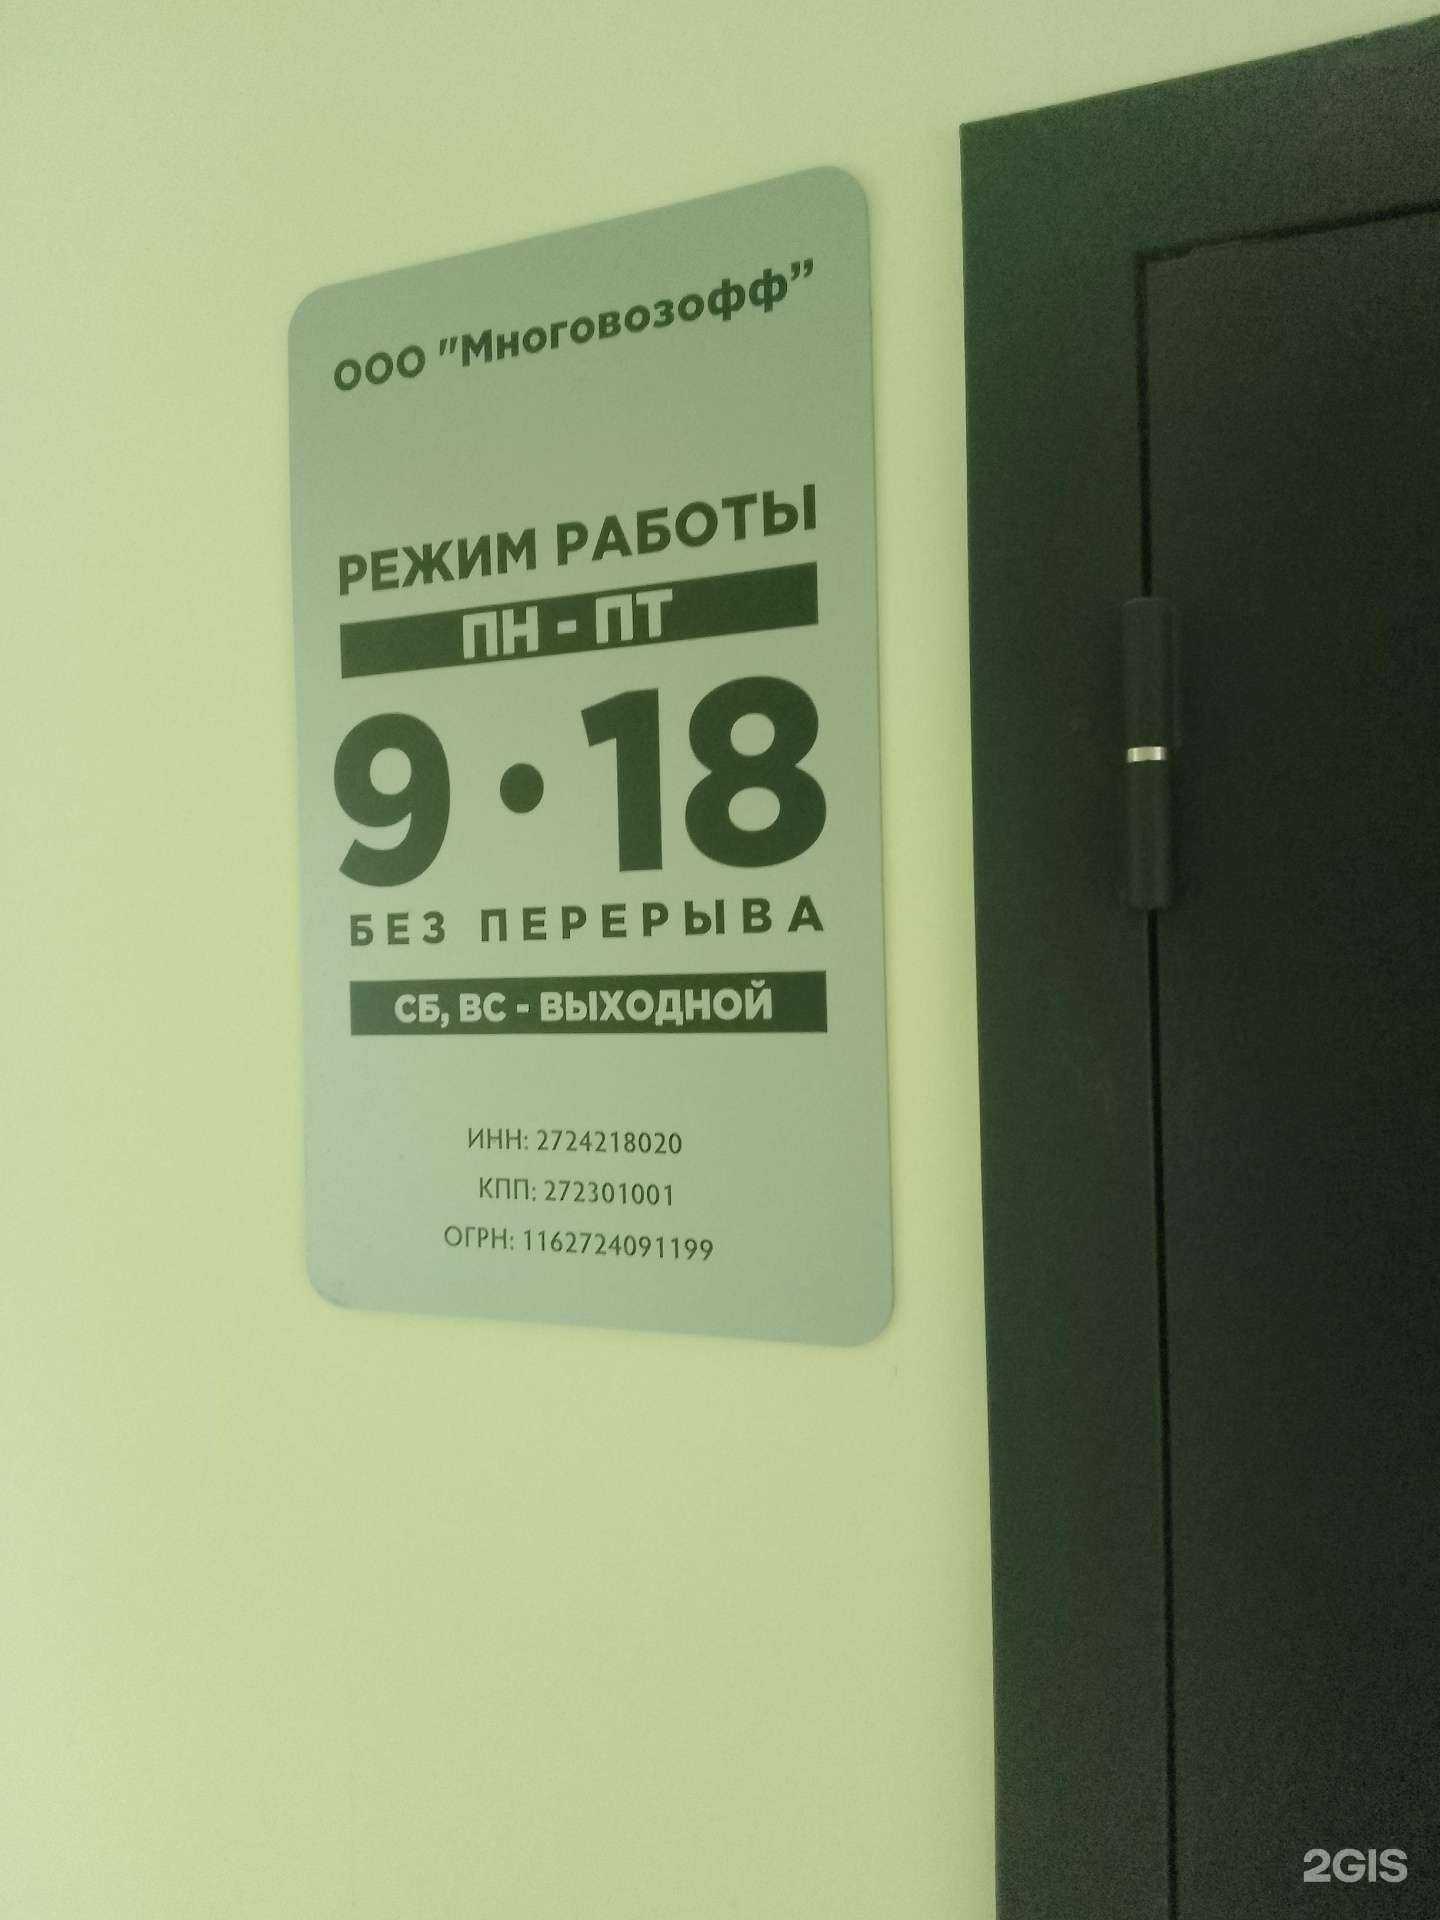 ООО "Многовозофф”
РЕЖИМ РАБОТЫ
ПН - ПТ
9 • 18
БЕЗ ПЕРЕРЫВА
СБ, ВС - ВЫХОДНОЙ
ИНН: 2724218020
КПП: 272301001
ОГРН: 1162724091199
2GIS